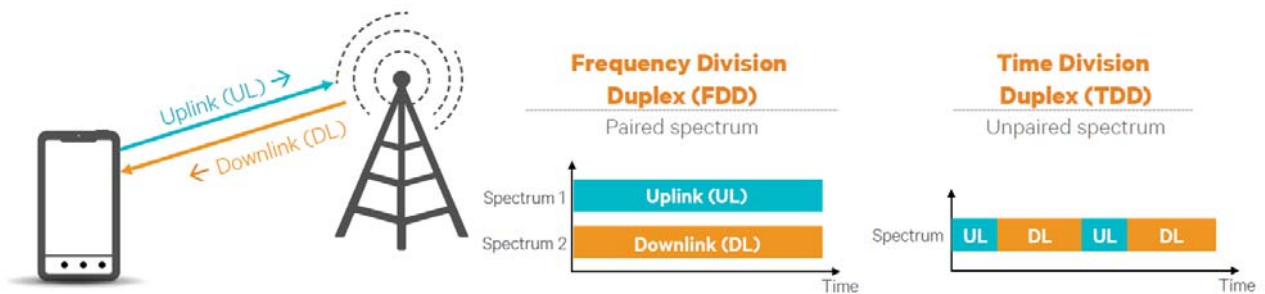 Uplink (UL) →
← Downlink (DL)
Frequency Division
Duplex (FDD)
Paired spectrum
Spectrum 1
Uplink (UL)
Spectrum 2
Downlink (DL)
Time
Time Division
Duplex (TDD)
Unpaired spectrum
Spectrum
UL DL UL DL
Time